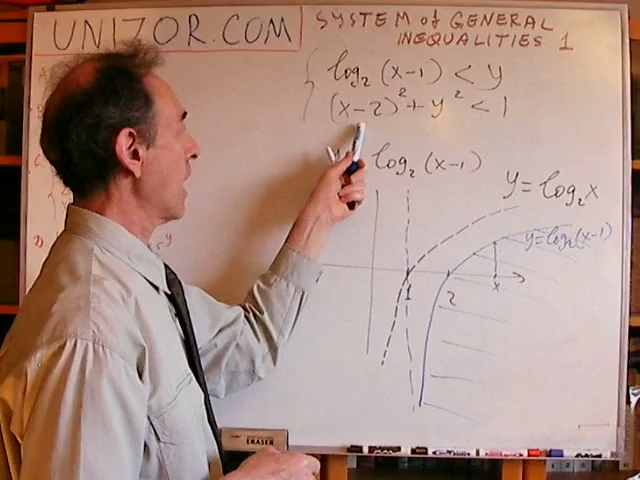 UNIZOR.COM
SYSTEM of GENERAL
INEQUALITIES 1
log₂(x-1) < y
(x-2)² + y² < 1
log₂(x-1)
y = log₂x
y=log₂(x-1)
1
2
x
ERASER